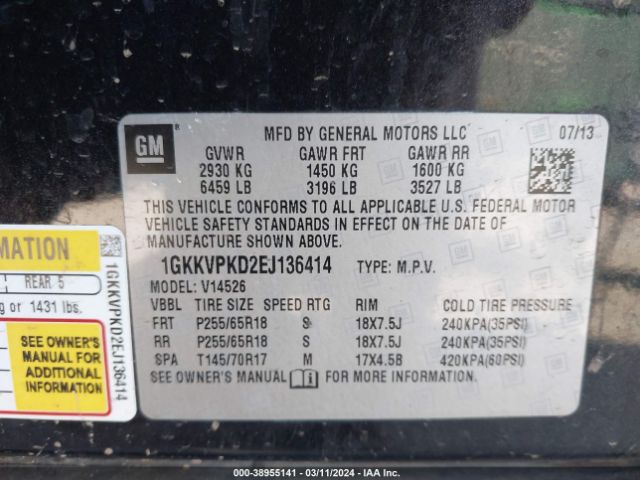 GM
MFD BY GENERAL MOTORS LLC 07/13
GVWR GAWR FRT GAWR RR
2930 KG 1450 KG 1600 KG
6459 LB 3196 LB 3527 LB
THIS VEHICLE CONFORMS TO ALL APPLICABLE U.S. FEDERAL MOTOR
VEHICLE SAFETY STANDARDS IN EFFECT ON THE DATE OF
MANUFACTURE SHOWN ABOVE.
1GKKVPKD2EJ136414 TYPE: M.P.V.
MODEL: V14526
VBBL TIRE SIZE SPEED RTG RIM COLD TIRE PRESSURE
FRT P255/65R18 S 18X7.5J 240KPA(35PSI)
RR P255/65R18 S 18X7.5J 240KPA(35PSI)
SPA T145/70R17 M 17X4.5B 420KPA(60PSI)
SEE OWNER'S MANUAL FOR MORE INFORMATION
REAR 5
or 1431 lbs.
SEE OWNER'S
MANUAL FOR
ADDITIONAL
INFORMATION
1GKKVPKD2EJ136414
000-38955141 - 03/11/2024 - IAA Inc.